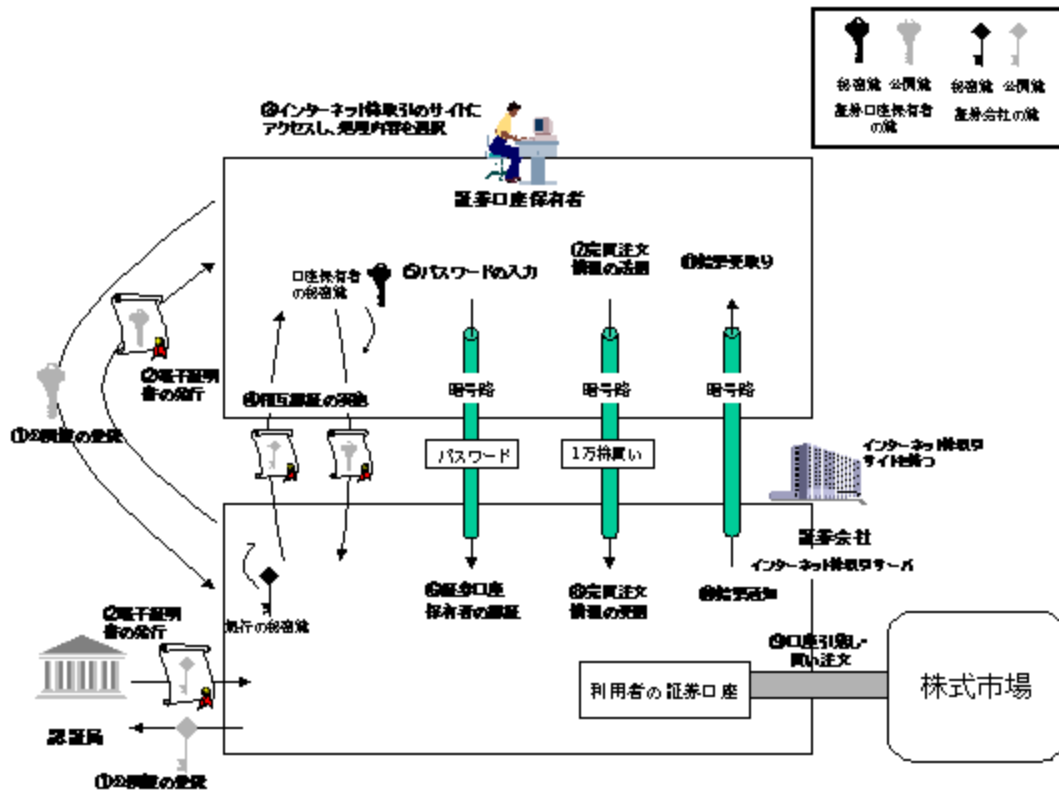 秘密鍵 公開鍵 秘密鍵 公開鍵
証券口座保有者
の鍵
証券会社の鍵
③インターネット株取引のサイトに
アクセスし、処理内容を選択
証券口座保有者
口座保有者
の秘密鍵
⑤パスワードの入力
⑦売買注文
情報の送信
⑪結果受取り
②電子証明
書の発行
④相互認証の実施
①公開鍵の登録
暗号路
暗号路
暗号路
パスワード
1万株買い
インターネット株取引
サイトを持つ
証券会社
インターネット株取引サーバ
⑥証券口座
保有者の認証
⑧売買注文
情報の受信
⑩結果通知
銀行の秘密鍵
②電子証明
書の発行
⑨口座引落し・
買い注文
利用者の証券口座
株式市場
認証局
①公開鍵の登録